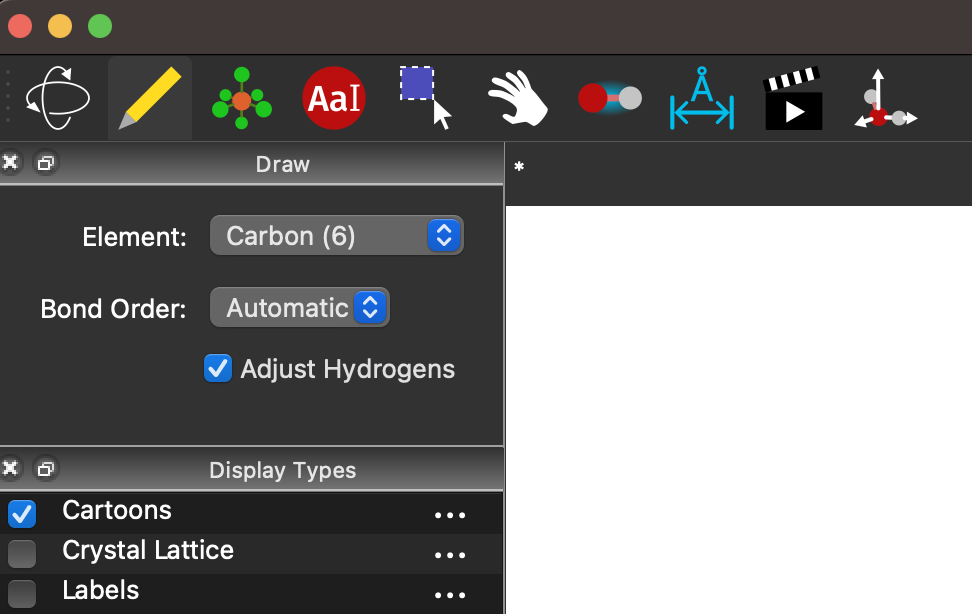 AaI
A
Draw
*
Element:
Carbon (6)
Bond Order:
Automatic
Adjust Hydrogens
Display Types
Cartoons
...
Crystal Lattice
...
Labels
...